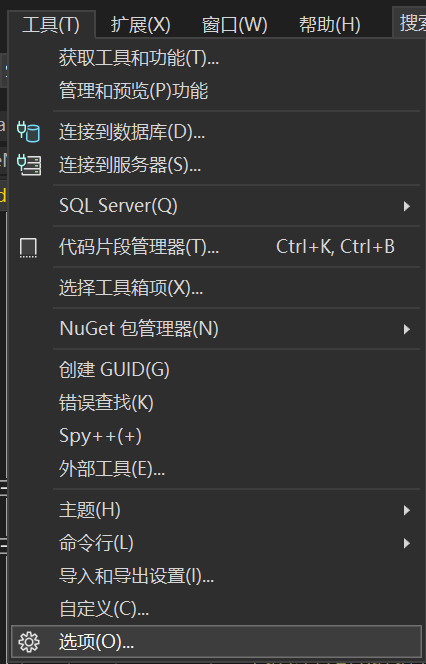 工具(T) 扩展(X) 窗口(W) 帮助(H) 搜索
获取工具和功能(T)...
管理和预览(P)功能
连接到数据库(D)...
连接到服务器(S)...
SQL Server(Q)
代码片段管理器(T)... Ctrl+K, Ctrl+B
选择工具箱项(X)...
NuGet 包管理器(N)
创建 GUID(G)
错误查找(K)
Spy++(+)
外部工具(E)...
主题(H)
命令行(L)
导入和导出设置(I)...
自定义(C)...
选项(O)...